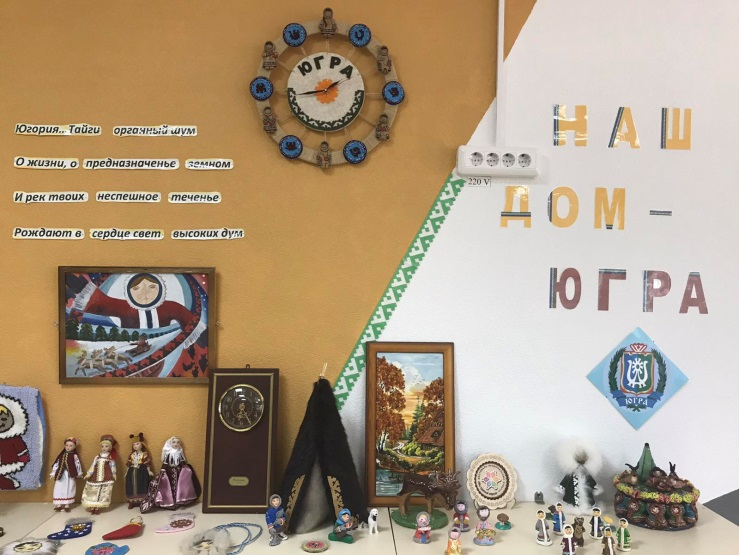 ЮГРА
Югория.. Тайги органный шум
О жизни, о предназначенье земном
И рек твоих неспешное теченье
Рождают в сердце свет высоких дум
220 V
НАШ
ДОМ –
ЮГРА
ЮГРА